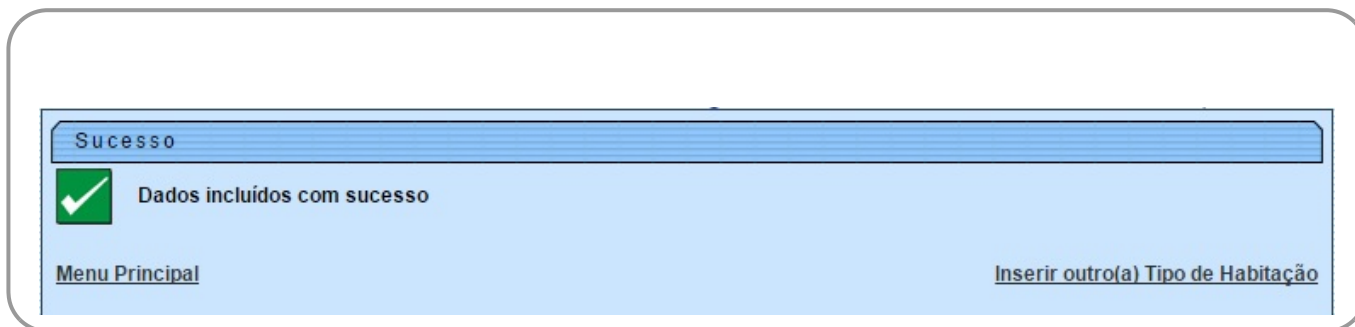 Sucesso
Dados incluídos com sucesso
Menu Principal
Inserir outro(a) Tipo de Habitação